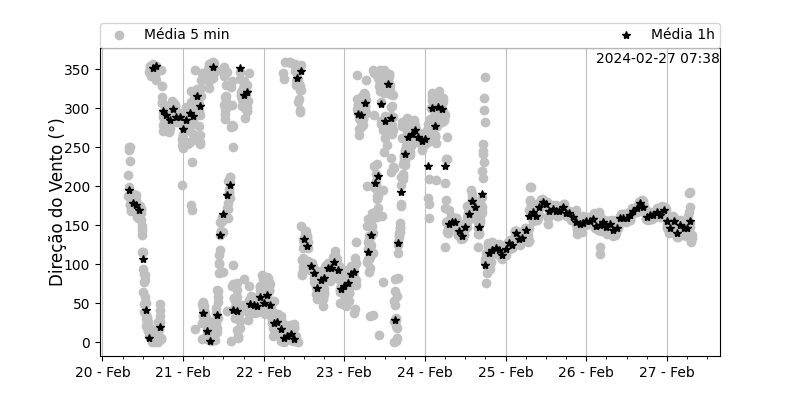 Média 5 min
Média 1h
2024-02-27 07:38
Direção do Vento (°)
350
300
250
200
150
100
50
0
20 - Feb
21 - Feb
22 - Feb
23 - Feb
24 - Feb
25 - Feb
26 - Feb
27 - Feb